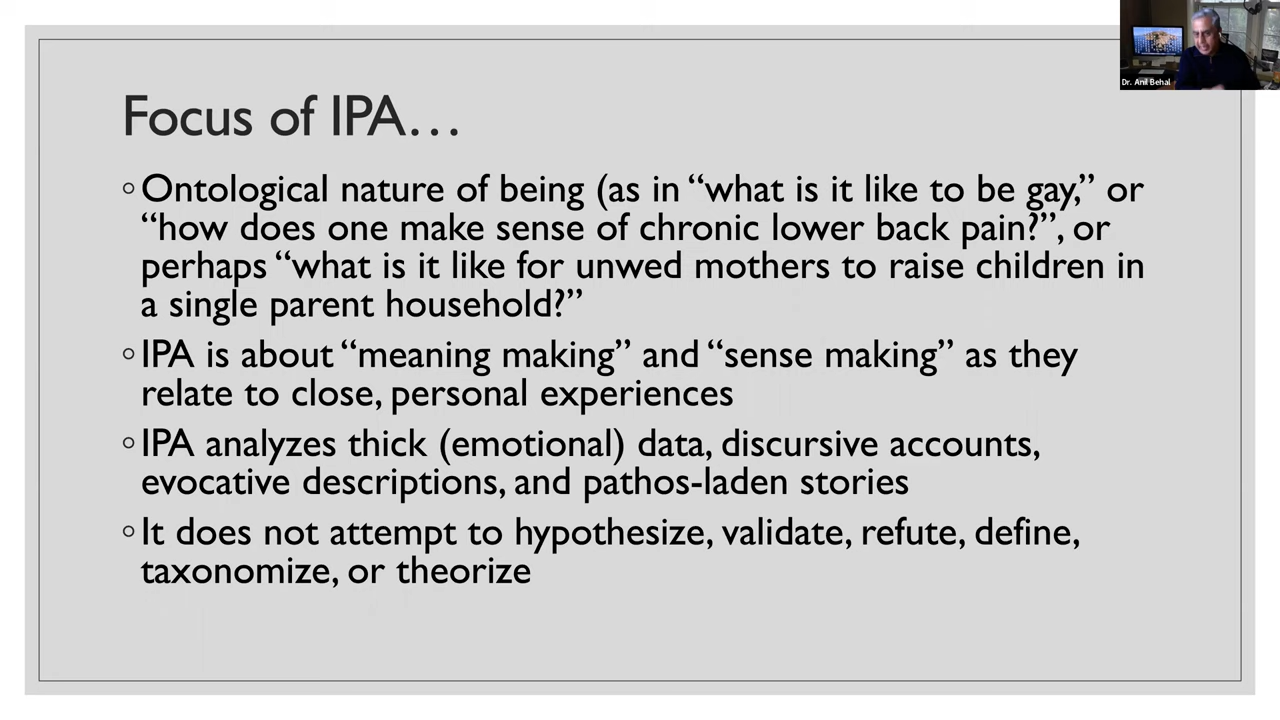 Dr. Anil Behal
Focus of IPA…
◦Ontological nature of being (as in “what is it like to be gay,” or
“how does one make sense of chronic lower back pain?”, or
perhaps “what is it like for unwed mothers to raise children in
a single parent household?”
◦IPA is about “meaning making” and “sense making” as they
relate to close, personal experiences
◦IPA analyzes thick (emotional) data, discursive accounts,
evocative descriptions, and pathos-laden stories
◦It does not attempt to hypothesize, validate, refute, define,
taxonomize, or theorize